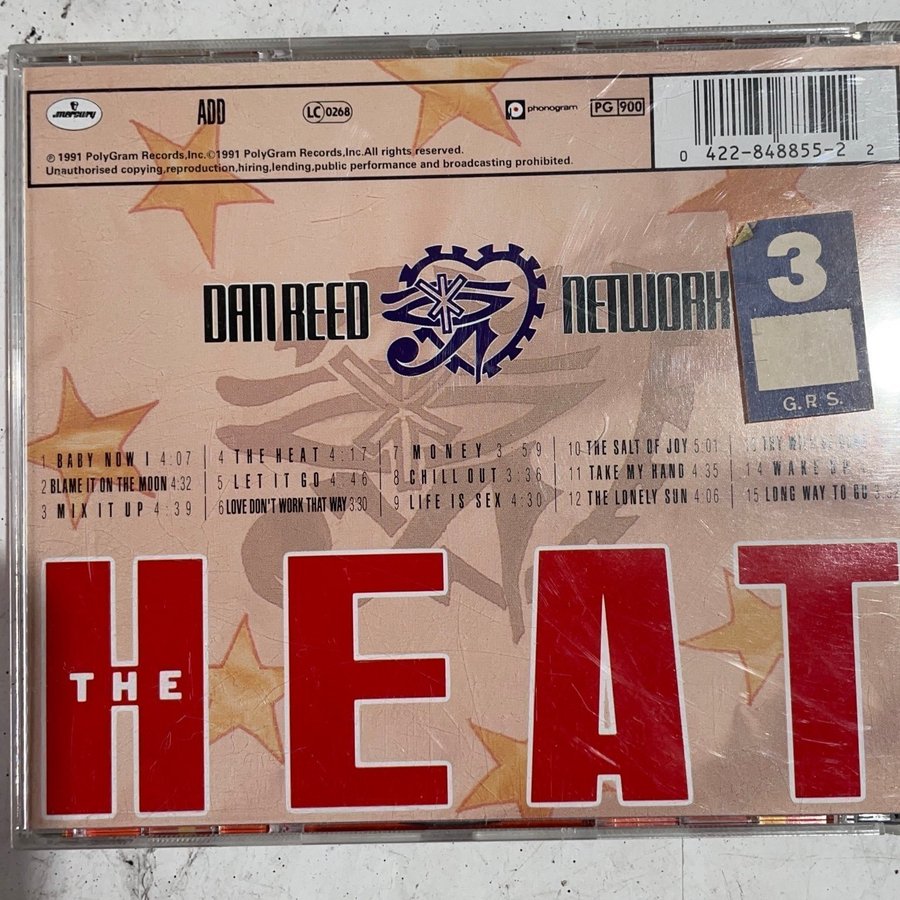 mercury
ADD
LC 0268
phonogram
PG 900
℗ 1991 PolyGram Records,Inc.©1991 PolyGram Records,Inc.All rights reserved.
Unauthorised copying,reproduction,hiring,lending,public performance and broadcasting prohibited.
0 422-848855-2 2
3
G.R.S.
DAN REED NETWORK
1 BABY NOW I 4:07
2 BLAME IT ON THE MOON 4:32
3 MIX IT UP 4:39
4 THE HEAT 4:17
5 LET IT GO 4:46
6 LOVE DON'T WORK THAT WAY 3:30
7 MONEY 3:59
8 CHILL OUT 3:36
9 LIFE IS SEX 4:30
10 THE SALT OF JOY 5:01
11 TAKE MY HAND 4:35
12 THE LONELY SUN 4:06
14 WAKE UP
15 LONG WAY TO GO
THE
HEAT